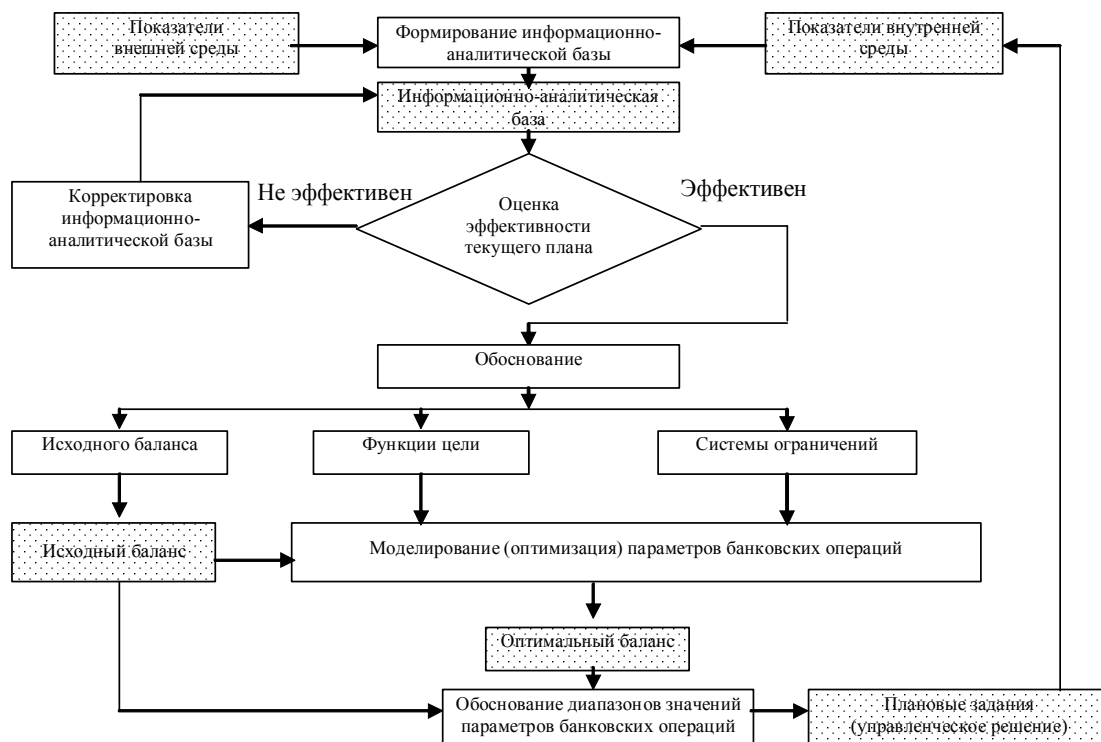 Показатели
внешней среды
Формирование информационно-
аналитической базы
Показатели внутренней
среды
Информационно-аналитическая
база
Корректировка
информационно-
аналитической базы
Не эффективен
Оценка
эффективности
текущего плана
Эффективен
Обоснование
Исходного баланса
Функции цели
Системы ограничений
Исходный баланс
Моделирование (оптимизация) параметров банковских операций
Оптимальный баланс
Обоснование диапазонов значений
параметров банковских операций
Плановые задания
(управленческое решение)